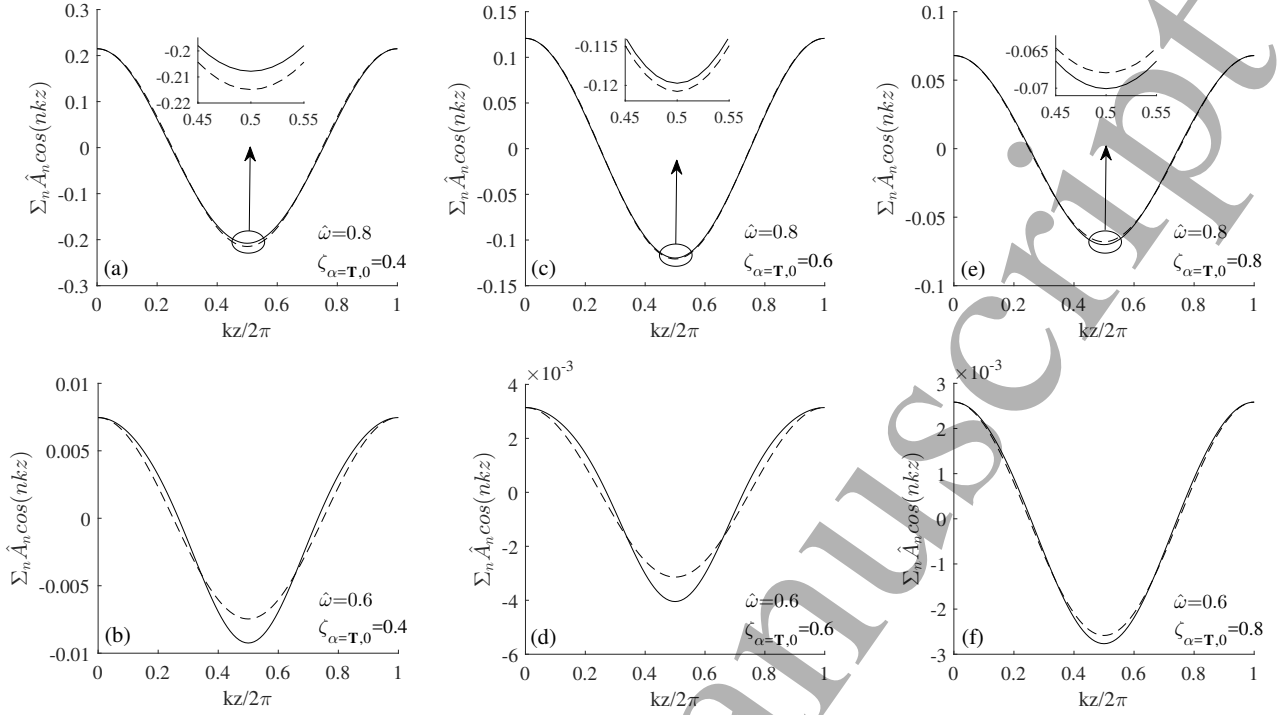 0.3
0.2
0.1
0
-0.1
-0.2
-0.3
Σ_n Â_n cos(nkz)
-0.2
-0.21
-0.22
0.45 0.5 0.55
ω̂=0.8
ζ_{α=T,0}=0.4
(a)
0 0.2 0.4 0.6 0.8 1
kz/2π
0.15
0.1
0.05
0
-0.05
-0.1
-0.15
Σ_n Â_n cos(nkz)
-0.115
-0.12
0.45 0.5 0.55
ω̂=0.8
ζ_{α=T,0}=0.6
(c)
0 0.2 0.4 0.6 0.8 1
kz/2π
0.1
0.05
0
-0.05
-0.1
Σ_n Â_n cos(nkz)
-0.065
-0.07
0.45 0.5 0.55
ω̂=0.8
ζ_{α=T,0}=0.8
(e)
0 0.2 0.4 0.6 0.8 1
kz/2π
0.01
0.005
0
-0.005
-0.01
Σ_n Â_n cos(nkz)
ω̂=0.6
ζ_{α=T,0}=0.4
(b)
0 0.2 0.4 0.6 0.8 1
kz/2π
×10⁻³
4
2
0
-2
-4
-6
Σ_n Â_n cos(nkz)
ω̂=0.6
ζ_{α=T,0}=0.6
(d)
0 0.2 0.4 0.6 0.8 1
kz/2π
×10⁻³
3
2
1
0
-1
-2
-3
Σ_n Â_n cos(nkz)
ω̂=0.6
ζ_{α=T,0}=0.8
(f)
0 0.2 0.4 0.6 0.8 1
kz/2π
anuscript